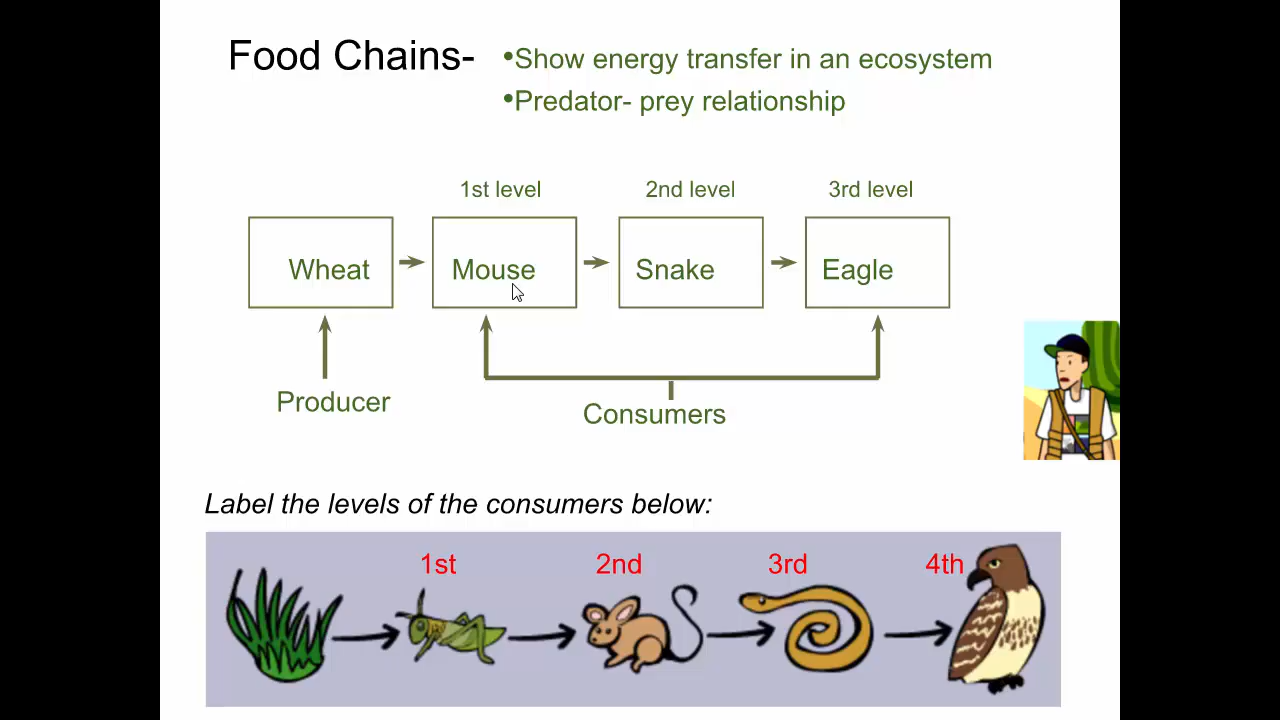 Food Chains-
•Show energy transfer in an ecosystem
•Predator- prey relationship
1st level 2nd level 3rd level
Wheat Mouse Snake Eagle
Producer
Consumers
Label the levels of the consumers below:
1st 2nd 3rd 4th